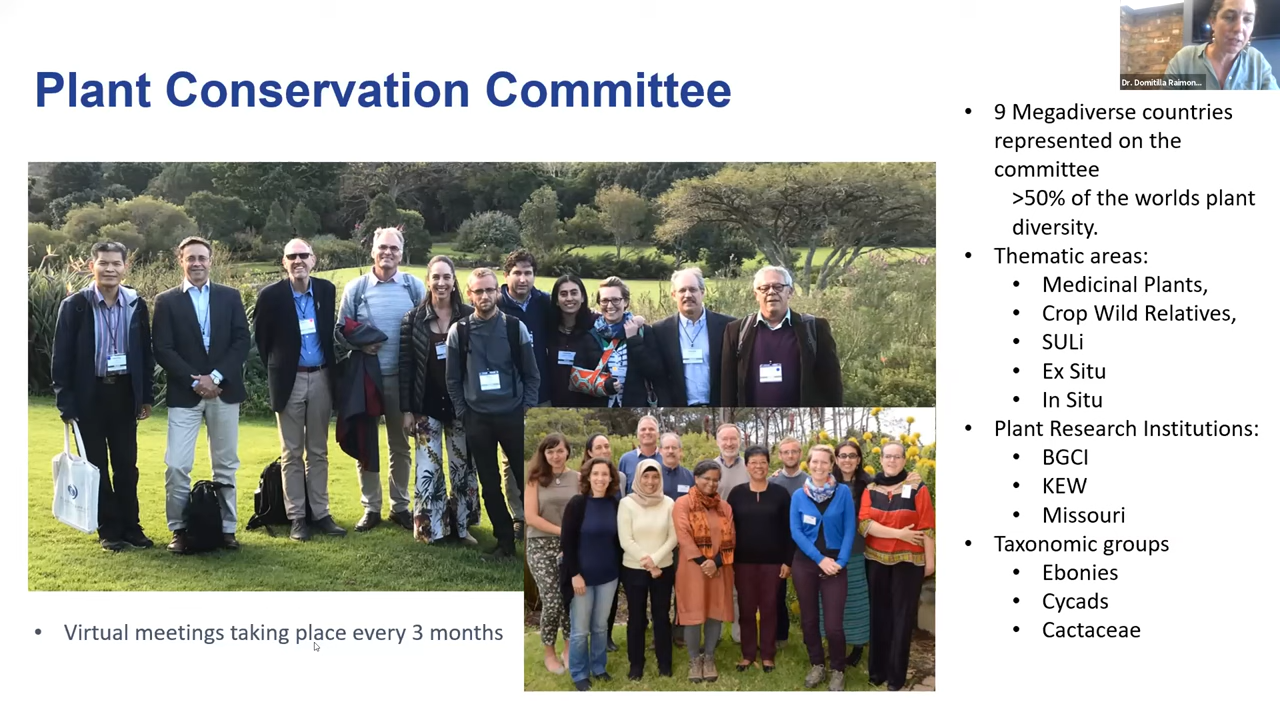 Plant Conservation Committee
Dr. Domitilla Raimon...
• 9 Megadiverse countries
represented on the
committee
>50% of the worlds plant
diversity.
• Thematic areas:
• Medicinal Plants,
• Crop Wild Relatives,
• SULi
• Ex Situ
• In Situ
• Plant Research Institutions:
• BGCI
• KEW
• Missouri
• Taxonomic groups
• Ebonies
• Cycads
• Cactaceae
• Virtual meetings taking place every 3 months